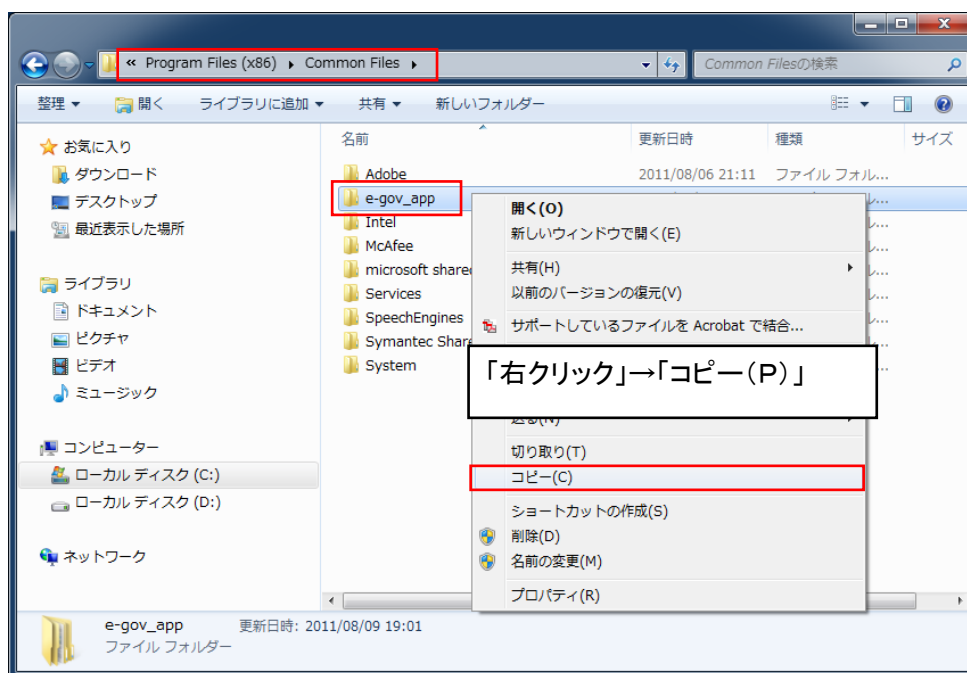 « Program Files (x86) ▸ Common Files ▸
Common Filesの検索
整理 ▼ 開く ライブラリに追加 ▼ 共有 ▼ 新しいフォルダー
お気に入り
ダウンロード
デスクトップ
最近表示した場所
ライブラリ
ドキュメント
ピクチャ
ビデオ
ミュージック
コンピューター
ローカル ディスク (C:)
ローカル ディスク (D:)
ネットワーク
名前 更新日時 種類 サイズ
Adobe 2011/08/06 21:11 ファイル フォル...
e-gov_app
Intel
McAfee
microsoft share
Services
SpeechEngines
Symantec Share
System
開く(O)
新しいウィンドウで開く(E)
共有(H)
以前のバージョンの復元(V)
サポートしているファイルを Acrobat で結合...
「右クリック」→「コピー(P)」
送る(N)
切り取り(T)
コピー(C)
ショートカットの作成(S)
削除(D)
名前の変更(M)
プロパティ(R)
e-gov_app 更新日時: 2011/08/09 19:01
ファイル フォルダー